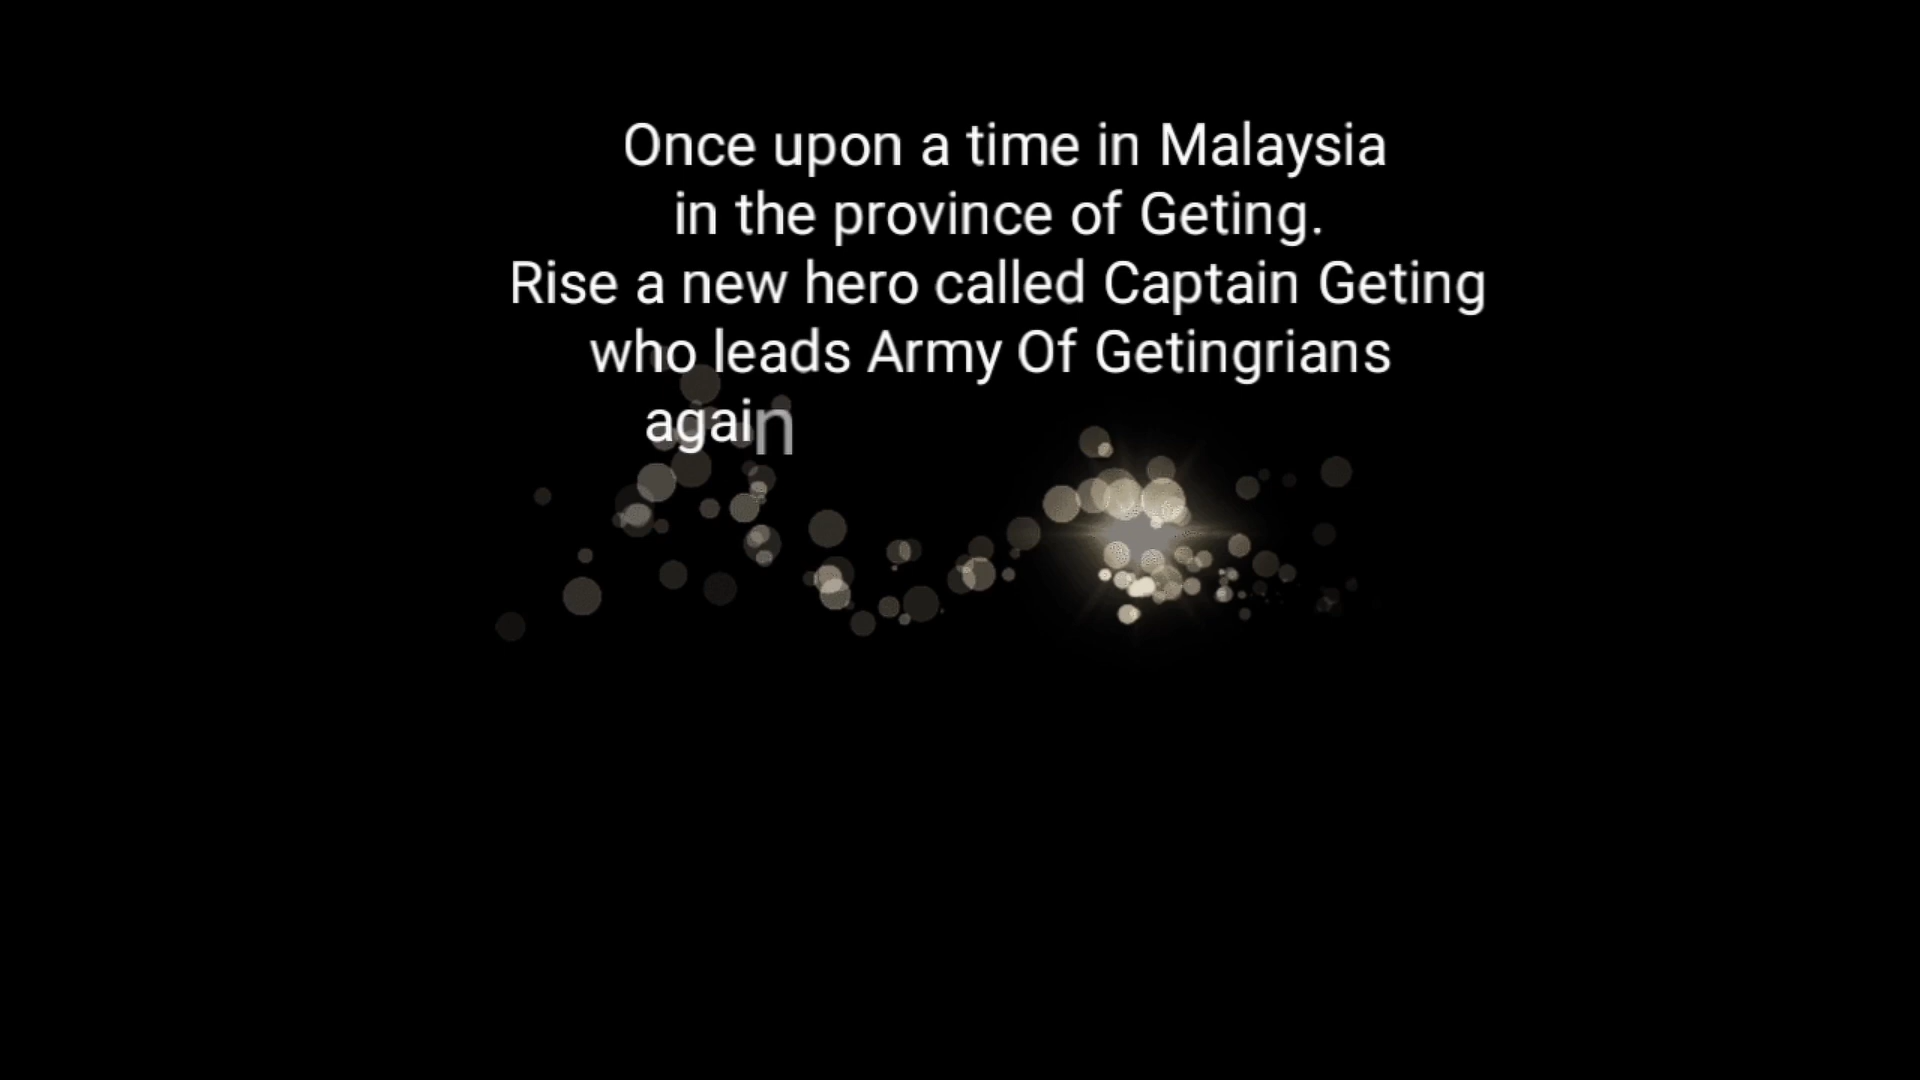 Once upon a time in Malaysia
in the province of Geting.
Rise a new hero called Captain Geting
who leads Army Of Getingrians
again